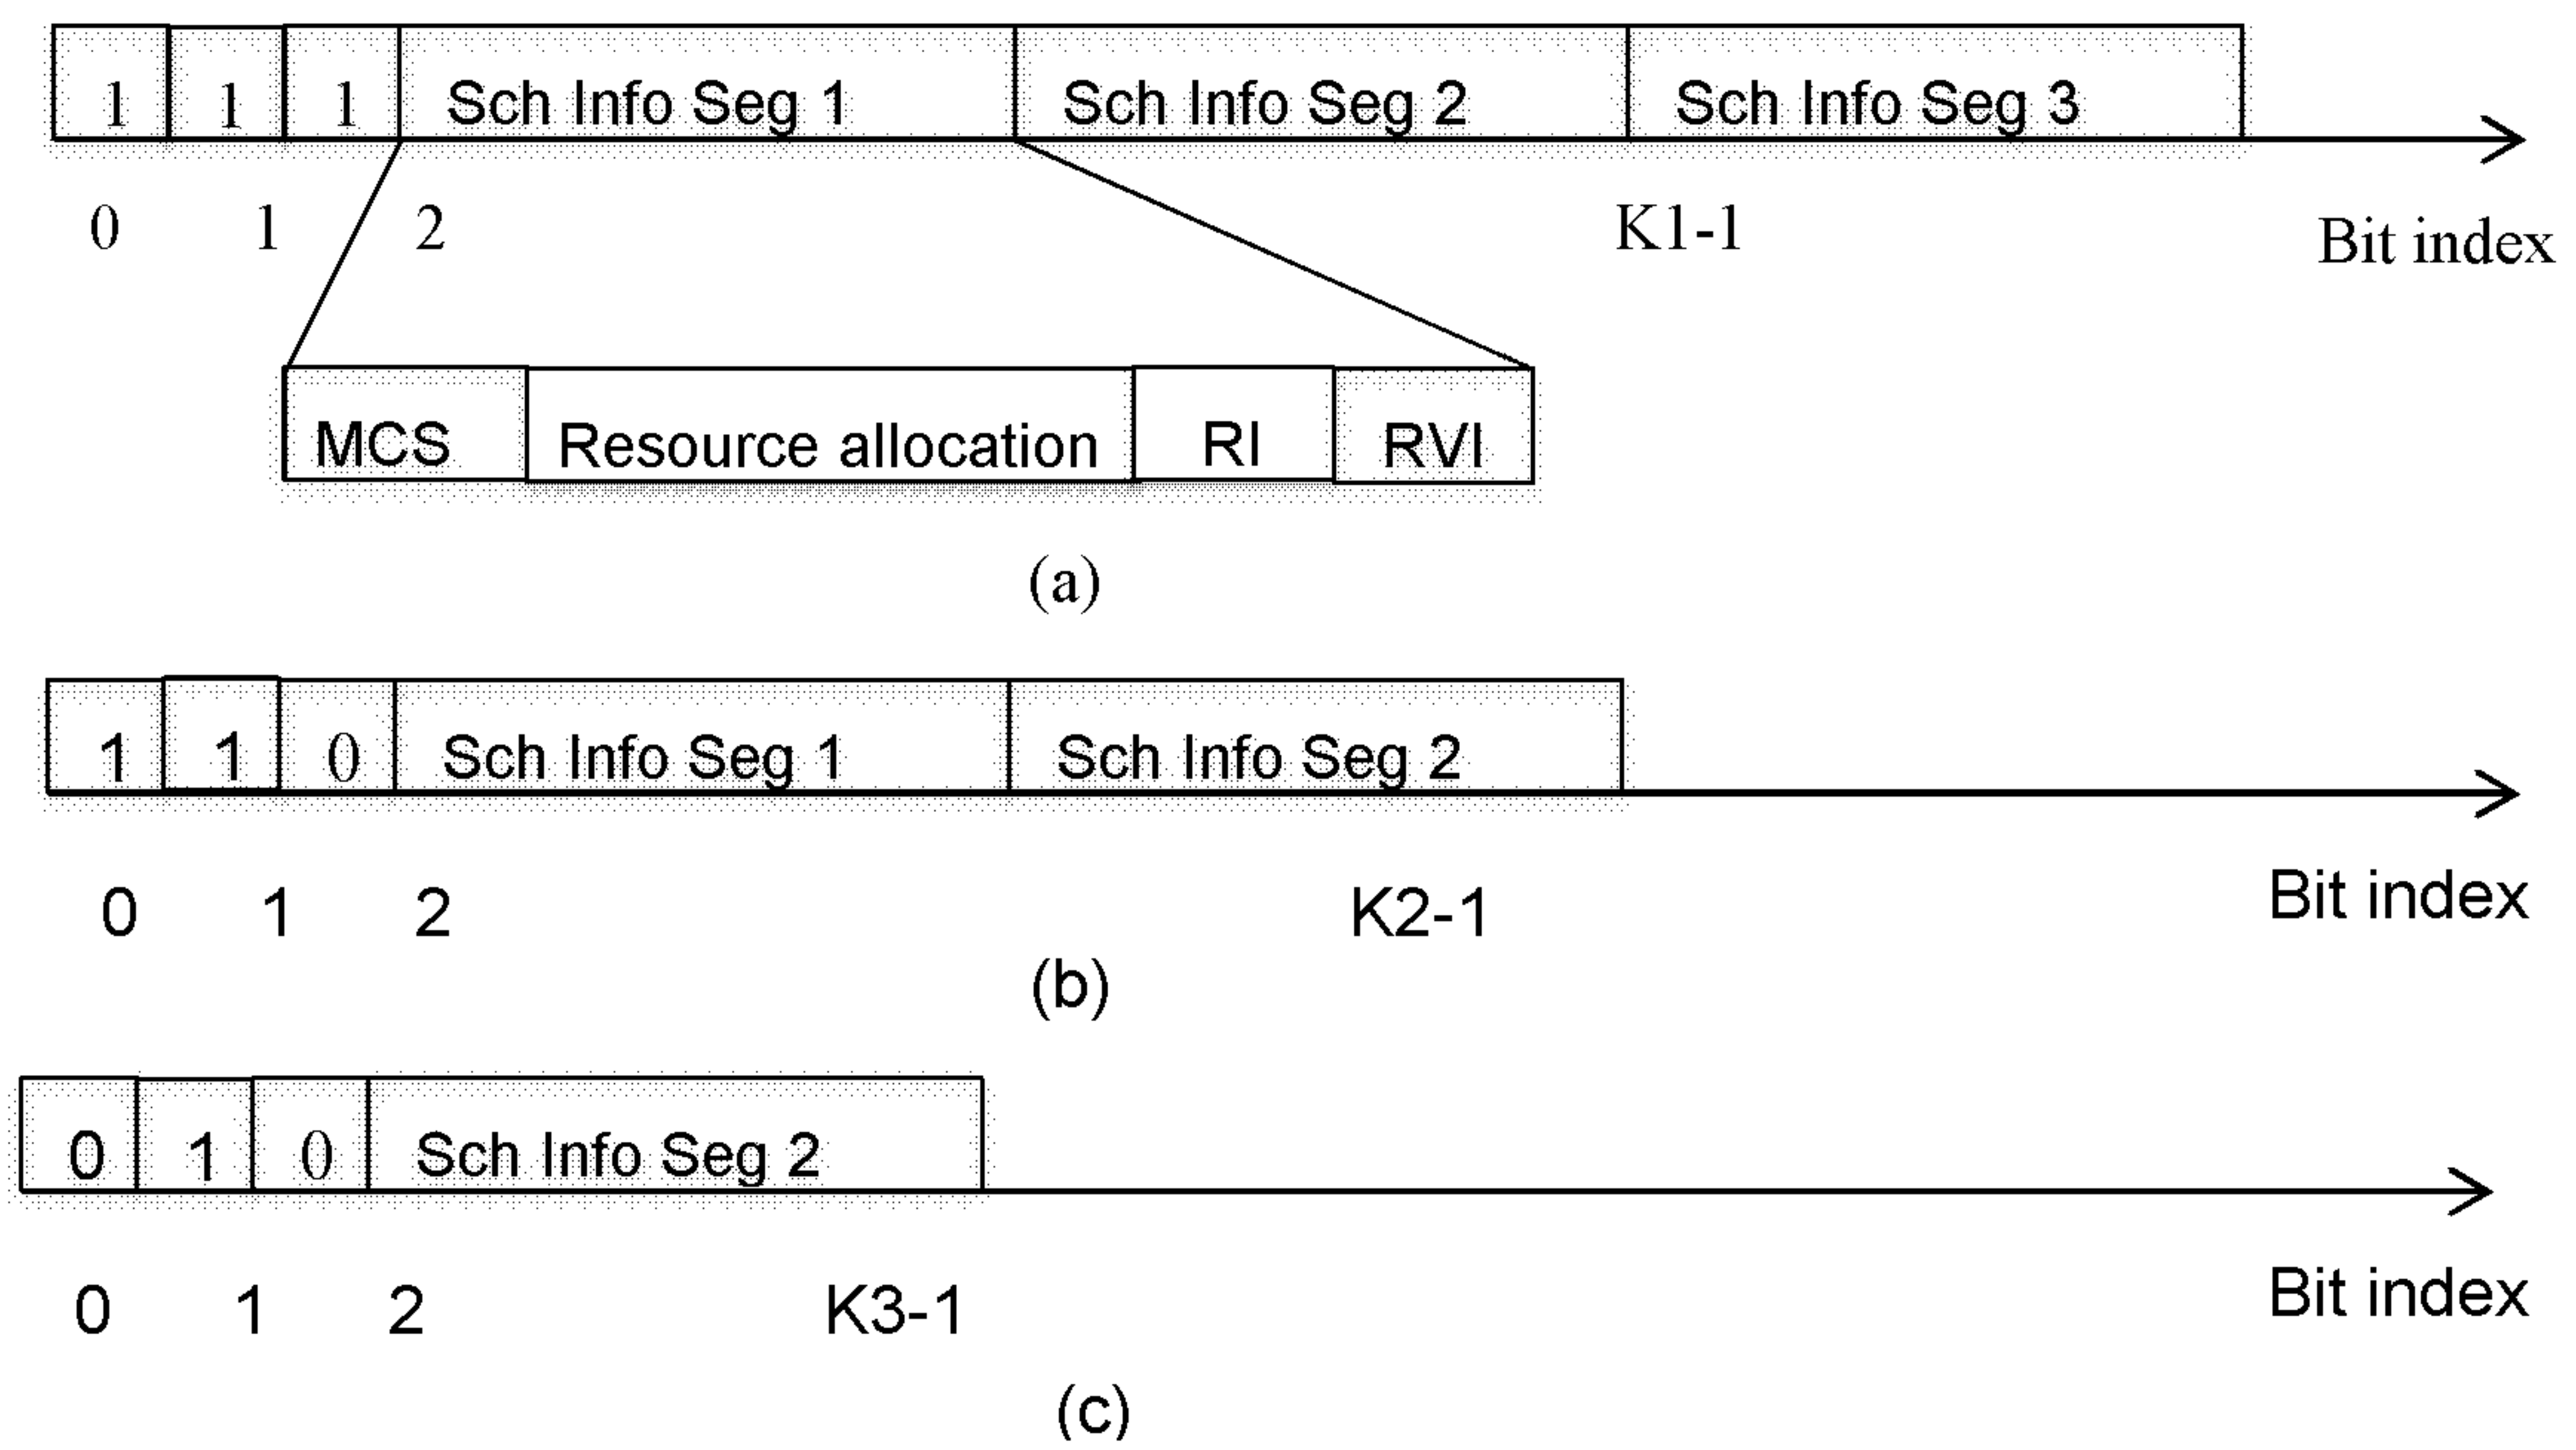 1 1 1 Sch Info Seg 1 Sch Info Seg 2 Sch Info Seg 3
0 1 2 K1-1 Bit index
MCS Resource allocation RI RVI
(a)
1 1 0 Sch Info Seg 1 Sch Info Seg 2
0 1 2 K2-1 Bit index
(b)
0 1 0 Sch Info Seg 2
0 1 2 K3-1 Bit index
(c)